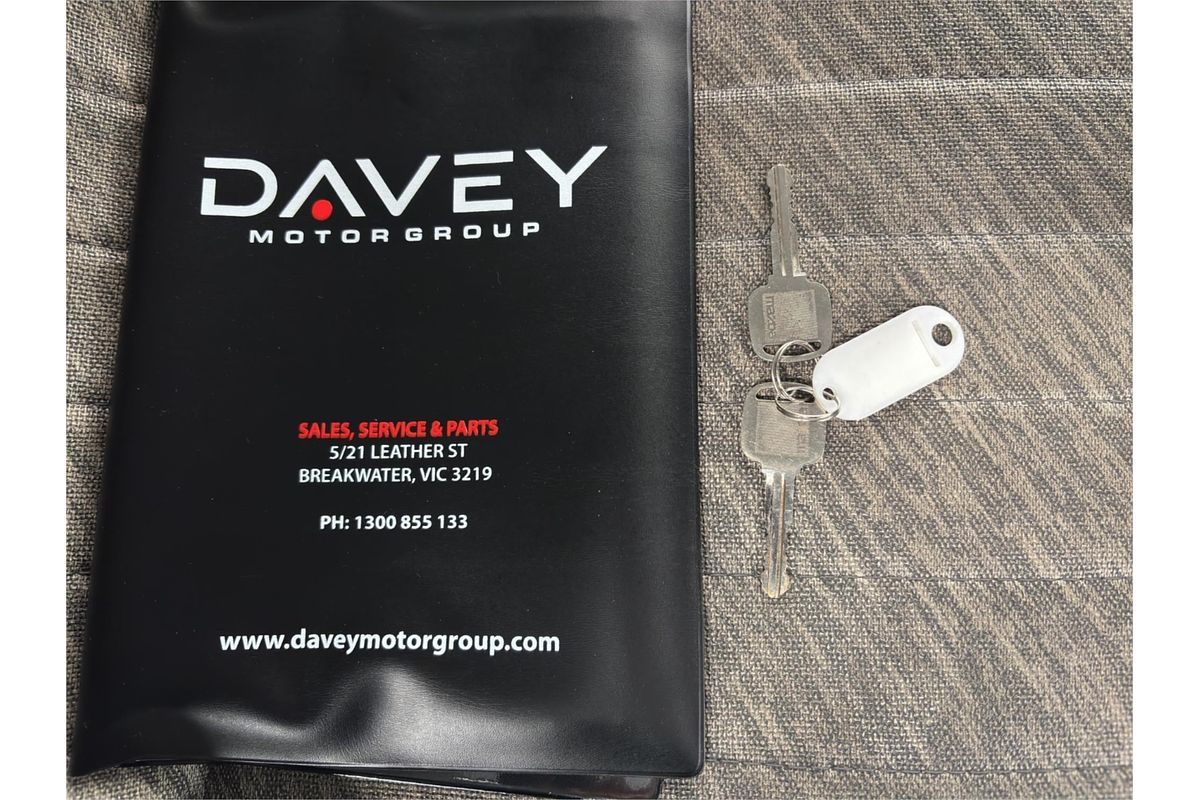 DAVEY
MOTOR GROUP
SALES, SERVICE & PARTS
5/21 LEATHER ST
BREAKWATER, VIC 3219
PH: 1300 855 133
www.daveymotorgroup.com